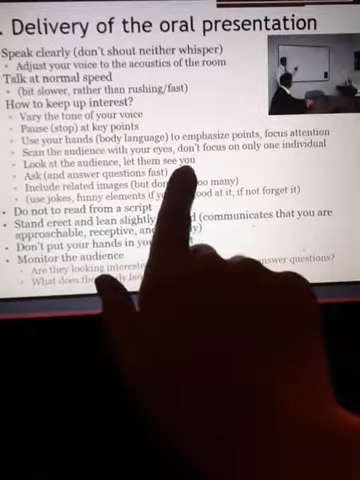 . Delivery of the oral presentation
Speak clearly (don't shout neither whisper)
Adjust your voice to the acoustics of the room
Talk at normal speed
(bit slower, rather than rushing/fast)
How to keep up interest?
Vary the tone of your voice
Pause (stop) at key points
Use your hands (body language) to emphasize points, focus attention
Scan the audience with your eyes, don't focus on only one individual
Look at the audience, let them see you
Ask (and answer questions fast)
Include related images (but don too many)
(use jokes, funny elements if y ood at it, if not forget it)
Do not to read from a script
Stand erect and lean slightly (communicates that you are
approachable, receptive, an ly)
Don't put your hands in yo t
Monitor the audience
Are they looking interest answer questions?
What does the dy lan